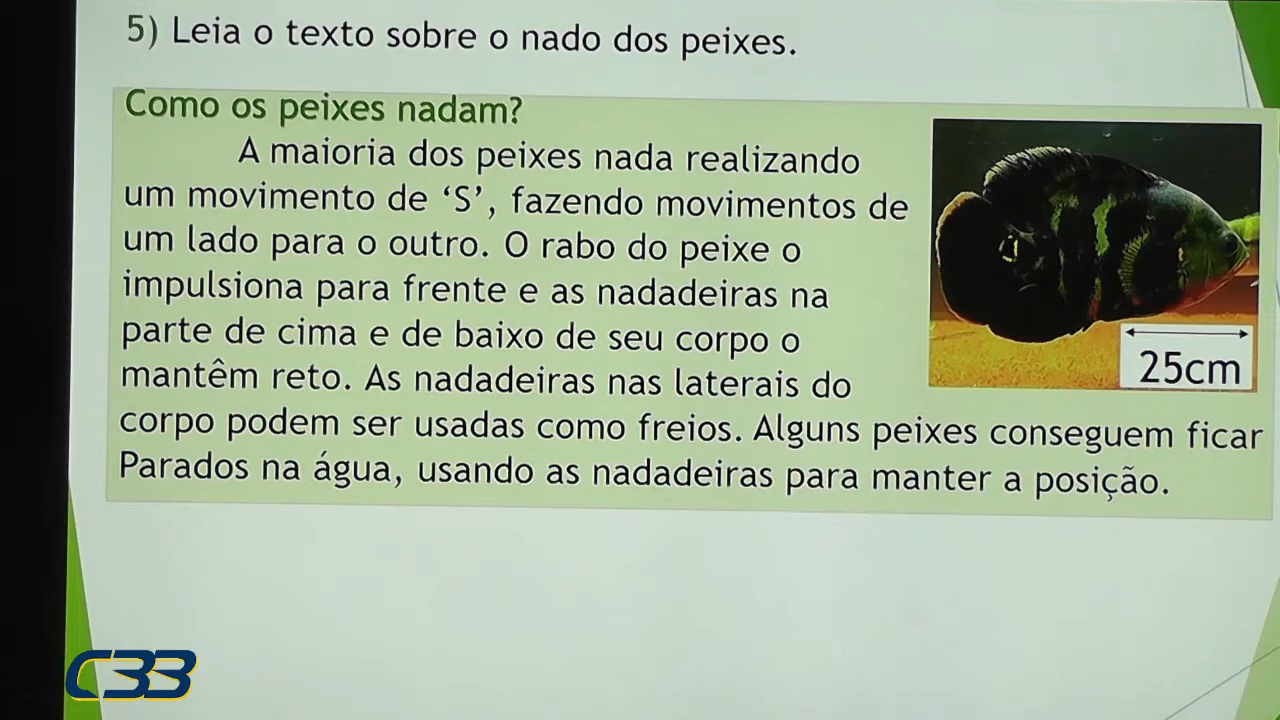 5) Leia o texto sobre o nado dos peixes.
Como os peixes nadam?
A maioria dos peixes nada realizando
um movimento de ‘S’, fazendo movimentos de
um lado para o outro. O rabo do peixe o
impulsiona para frente e as nadadeiras na
parte de cima e de baixo de seu corpo o
mantêm reto. As nadadeiras nas laterais do
corpo podem ser usadas como freios. Alguns peixes conseguem ficar
Parados na água, usando as nadadeiras para manter a posição.
25cm
C33